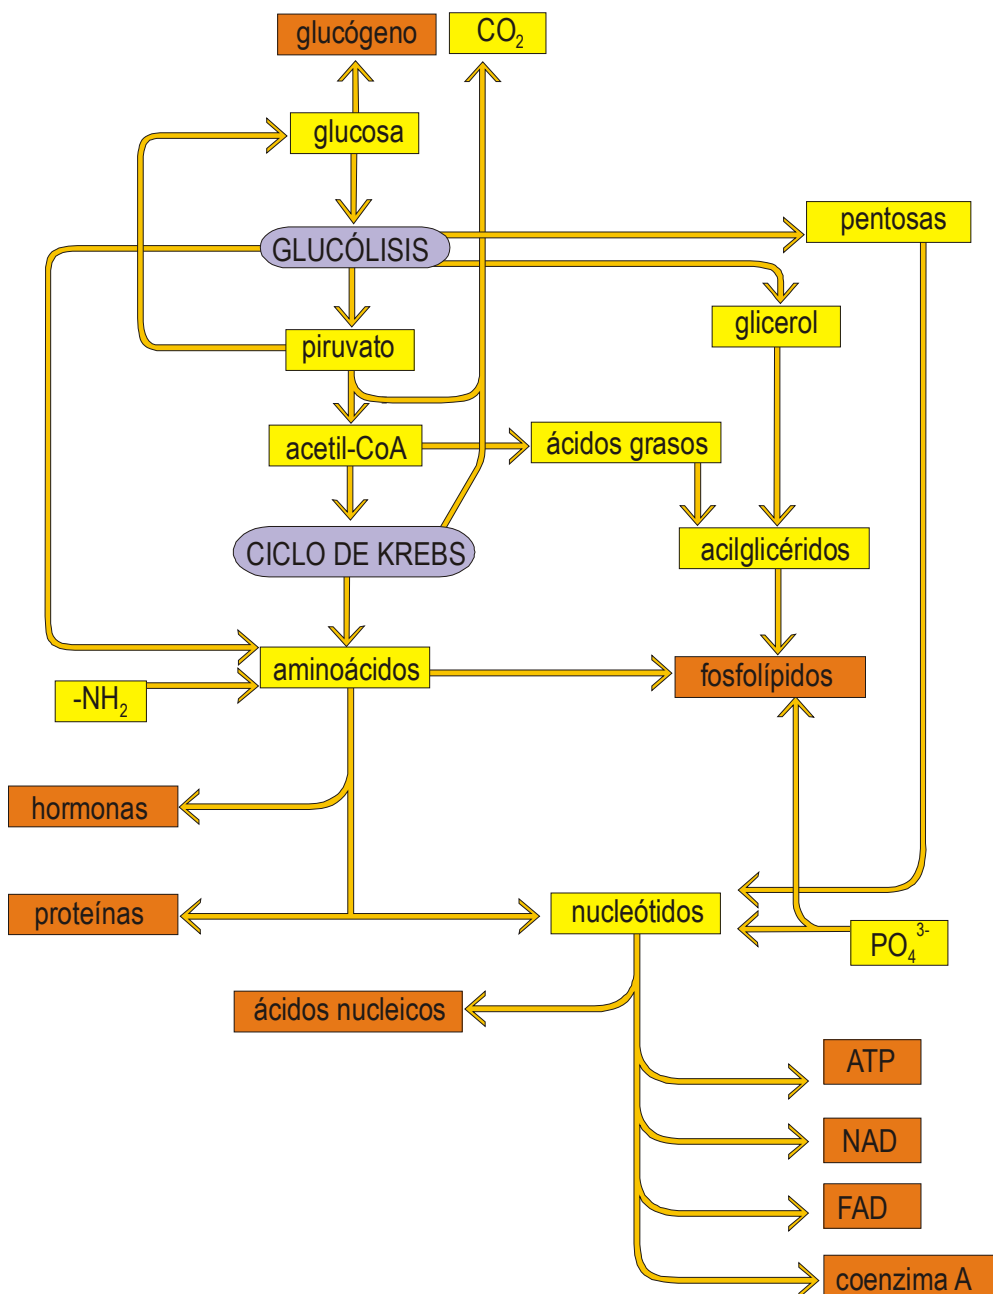 glucógeno
CO₂
glucosa
pentosas
GLUCÓLISIS
glicerol
piruvato
acetil-CoA
ácidos grasos
CICLO DE KREBS
acilglicéridos
aminoácidos
fosfolípidos
-NH₂
hormonas
proteínas
nucleótidos
PO₄³⁻
ácidos nucleicos
ATP
NAD
FAD
coenzima A